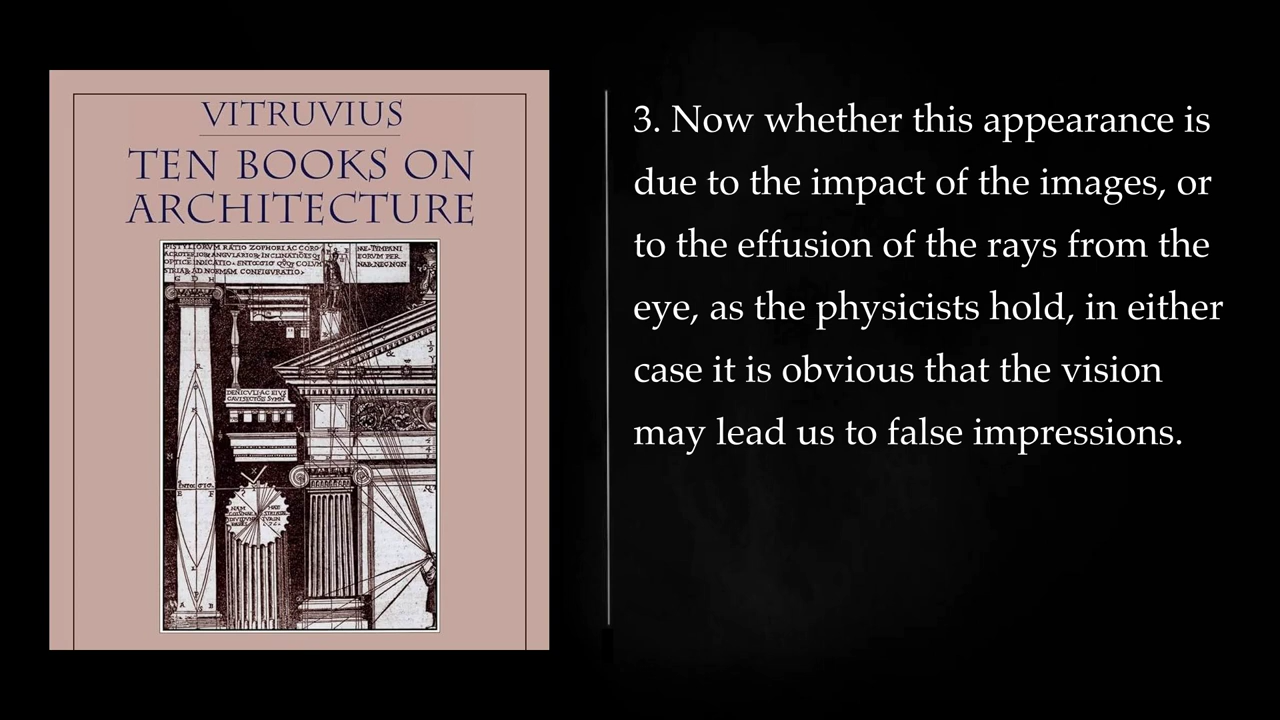 VITRUVIUS
TEN BOOKS ON
ARCHITECTURE
3. Now whether this appearance is
due to the impact of the images, or
to the effusion of the rays from the
eye, as the physicists hold, in either
case it is obvious that the vision
may lead us to false impressions.